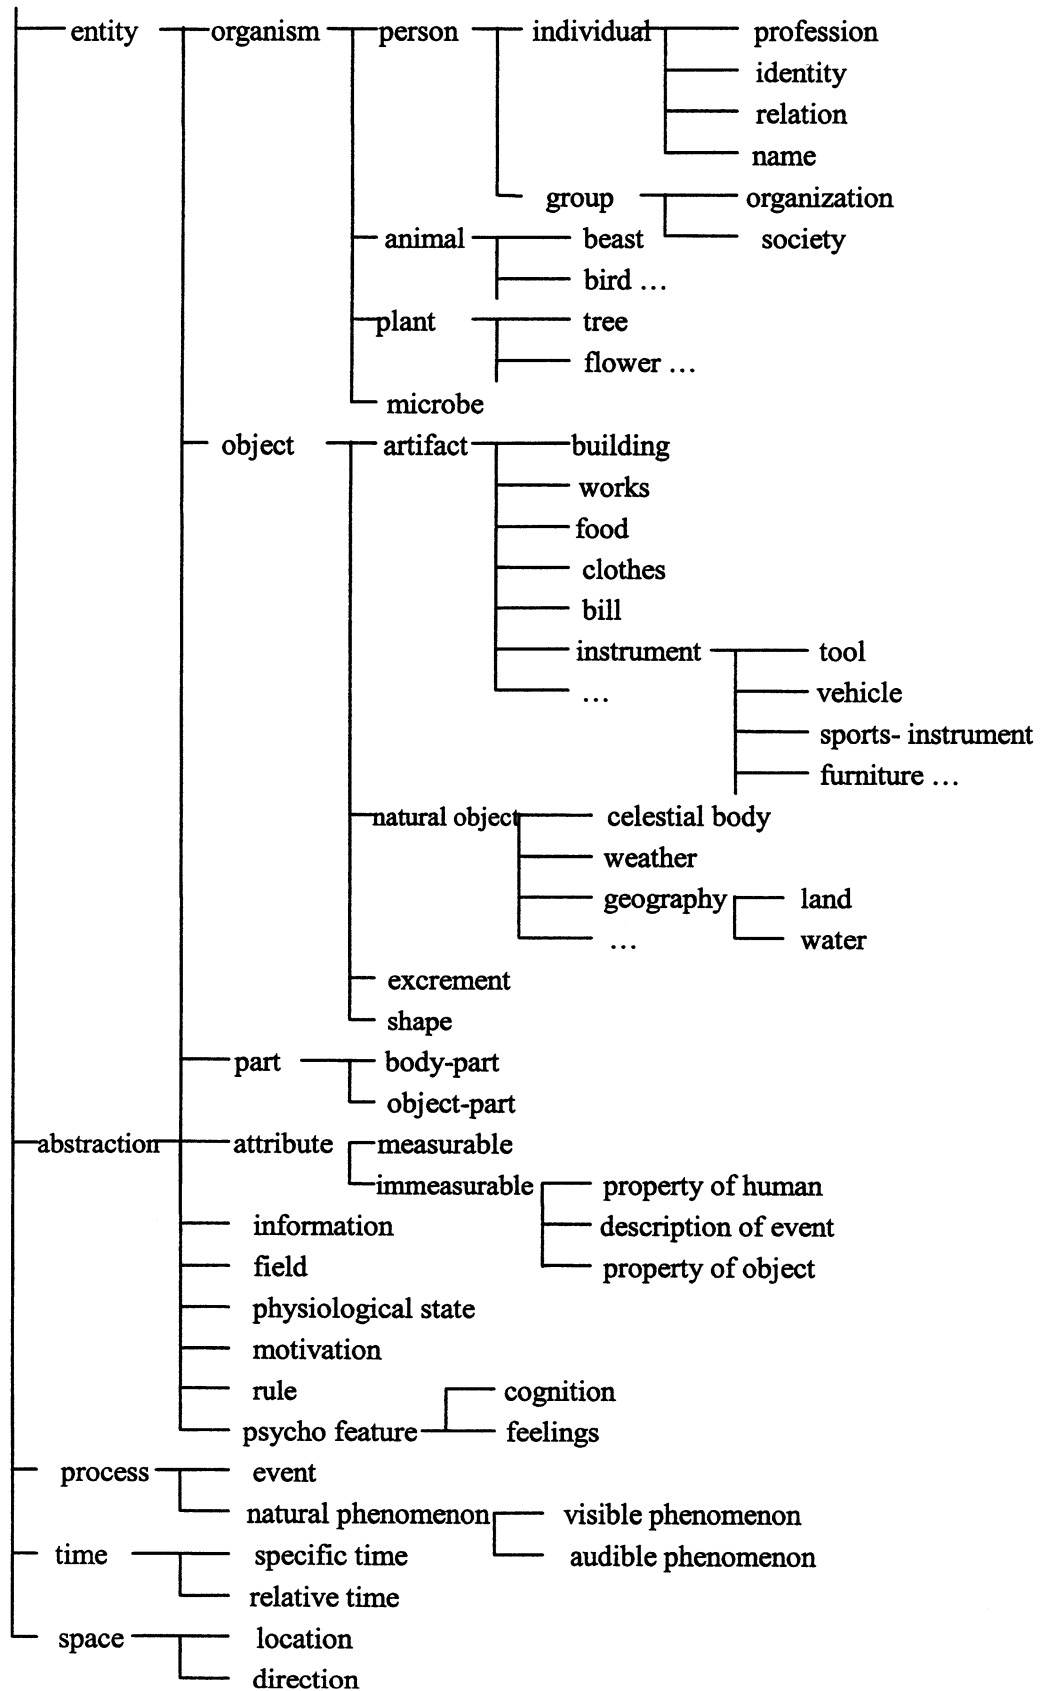 entity organism person individual profession
identity
relation
name
group organization
society
animal beast
bird ...
plant tree
flower ...
microbe
object artifact building
works
food
clothes
bill
instrument tool
... vehicle
sports- instrument
furniture ...
natural object celestial body
weather
geography land
... water
excrement
shape
part body-part
object-part
abstraction attribute measurable
immeasurable property of human
information description of event
field property of object
physiological state
motivation
rule cognition
psycho feature feelings
process event
natural phenomenon visible phenomenon
time specific time audible phenomenon
relative time
space location
direction